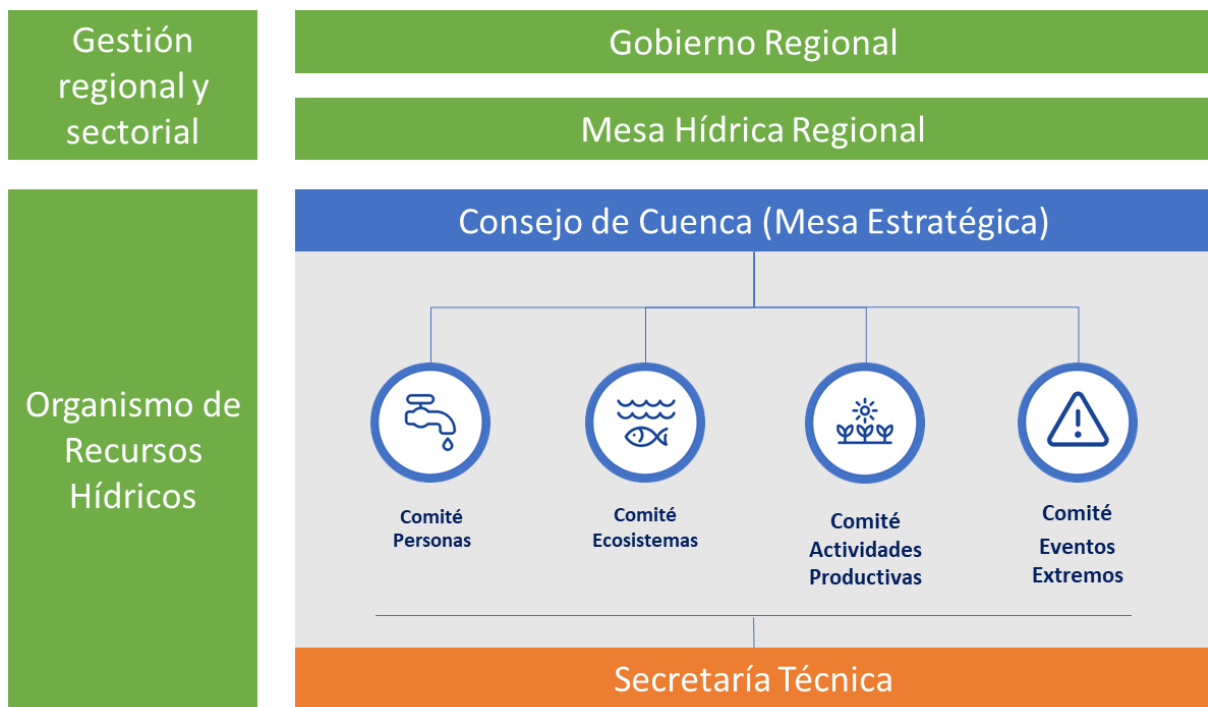 Gestión
regional y
sectorial
Gobierno Regional
Mesa Hídrica Regional
Organismo de
Recursos
Hídricos
Consejo de Cuenca (Mesa Estratégica)
Comité
Personas
Comité
Ecosistemas
Comité
Actividades
Productivas
Comité
Eventos
Extremos
Secretaría Técnica